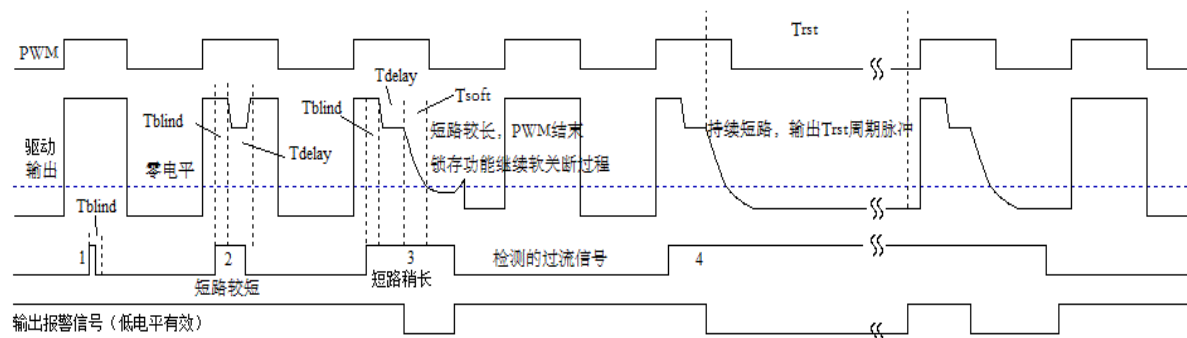 PWM
Trst
Tdelay
Tsoft
Tblind
Tblind
短路较长，PWM结束
持续短路，输出Trst周期脉冲
驱动
输出
零电平
Tdelay
锁存功能继续软关断过程
Tblind
1
2
3
检测的过流信号
4
短路较短
短路稍长
输出报警信号（低电平有效）